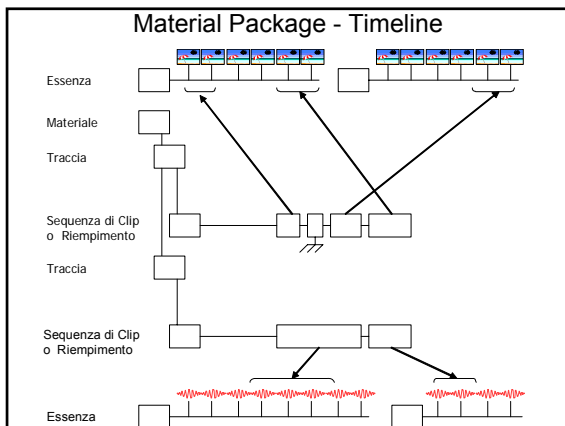 Material Package - Timeline
Essenza
Materiale
Traccia
Sequenza di Clip
o Riempimento
Traccia
Sequenza di Clip
o Riempimento
Essenza